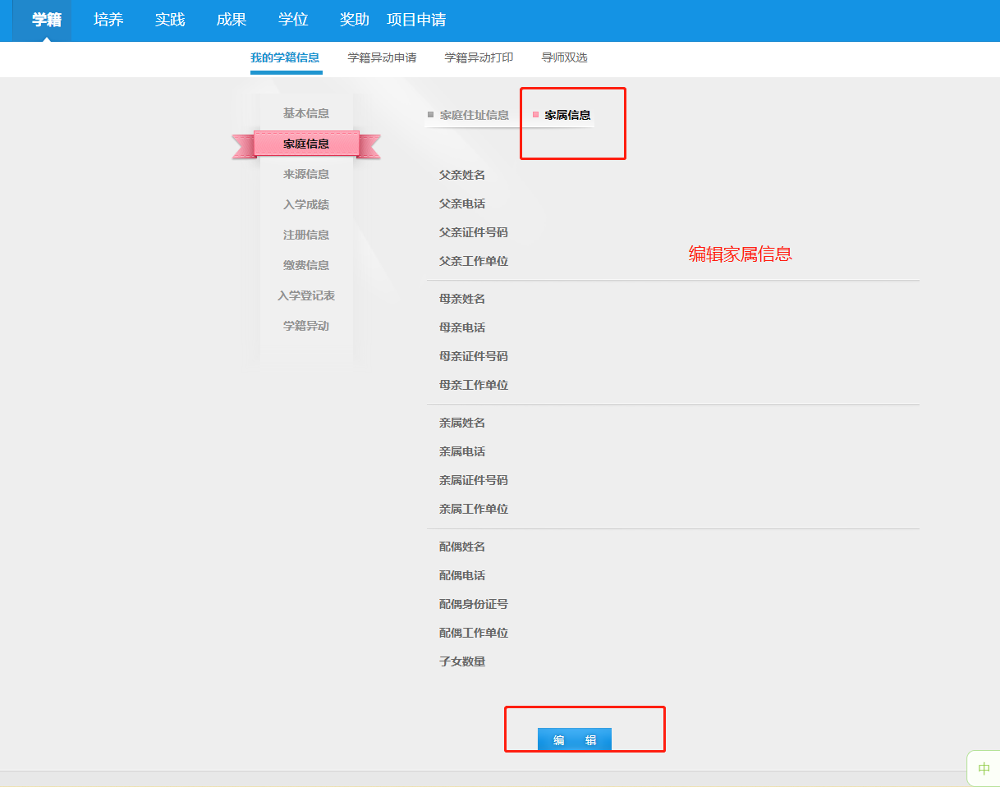 学籍 培养 实践 成果 学位 奖助 项目申请
我的学籍信息 学籍异动申请 学籍异动打印 导师双选
基本信息
家庭信息
来源信息
入学成绩
注册信息
缴费信息
入学登记表
学籍异动
家庭住址信息 家属信息
父亲姓名
父亲电话
父亲证件号码
父亲工作单位
编辑家属信息
母亲姓名
母亲电话
母亲证件号码
母亲工作单位
亲属姓名
亲属电话
亲属证件号码
亲属工作单位
配偶姓名
配偶电话
配偶身份证号
配偶工作单位
子女数量
编 辑
中